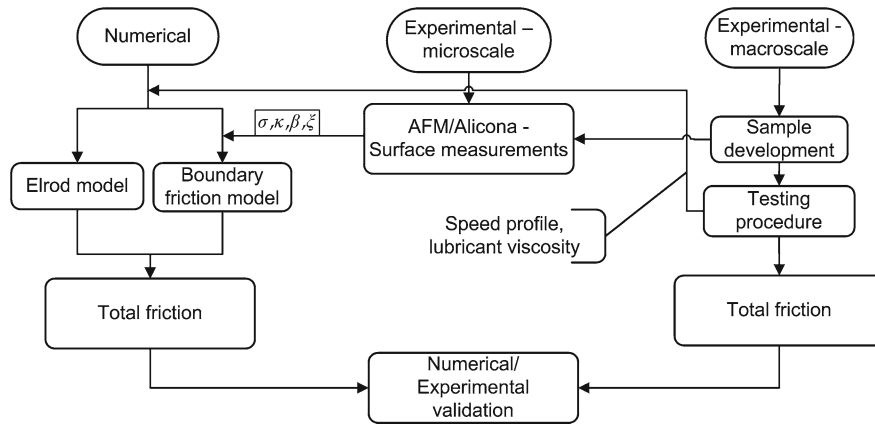 Numerical
Experimental –
microscale
Experimental -
macroscale
σ,κ,β,ξ
AFM/Alicona -
Surface measurements
Sample
development
Elrod model
Boundary
friction model
Testing
procedure
Speed profile,
lubricant viscosity
Total friction
Total friction
Numerical/
Experimental
validation